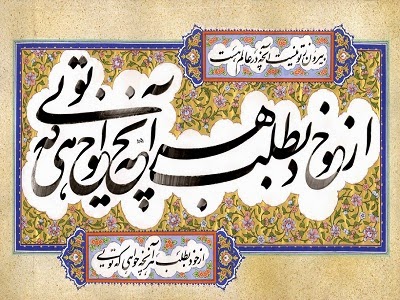 بیرون ز تو نیست آنچه در عالم هست
از خود بطلب هر آنچه خواهی که تویی
از خود بطلب هر آنچه خواهی که تویی